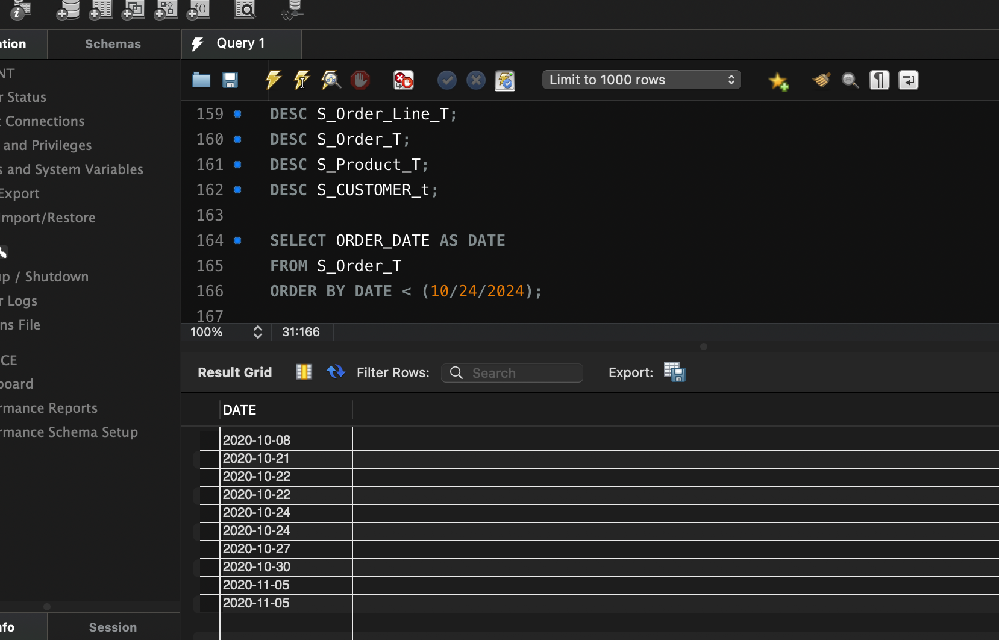 i
f()
tion
Schemas
Query 1
NT
r Status
Connections
and Privileges
s and System Variables
Export
Import/Restore
up / Shutdown
r Logs
ns File
CE
board
rmance Reports
rmance Schema Setup
fo
Session
Limit to 1000 rows
159 DESC S_Order_Line_T;
160 DESC S_Order_T;
161 DESC S_Product_T;
162 DESC S_CUSTOMER_t;
163
164 SELECT ORDER_DATE AS DATE
165 FROM S_Order_T
166 ORDER BY DATE < (10/24/2024);
167
100%
31:166
Result Grid
Filter Rows:
Search
Export:
DATE
2020-10-08
2020-10-21
2020-10-22
2020-10-22
2020-10-24
2020-10-24
2020-10-27
2020-10-30
2020-11-05
2020-11-05